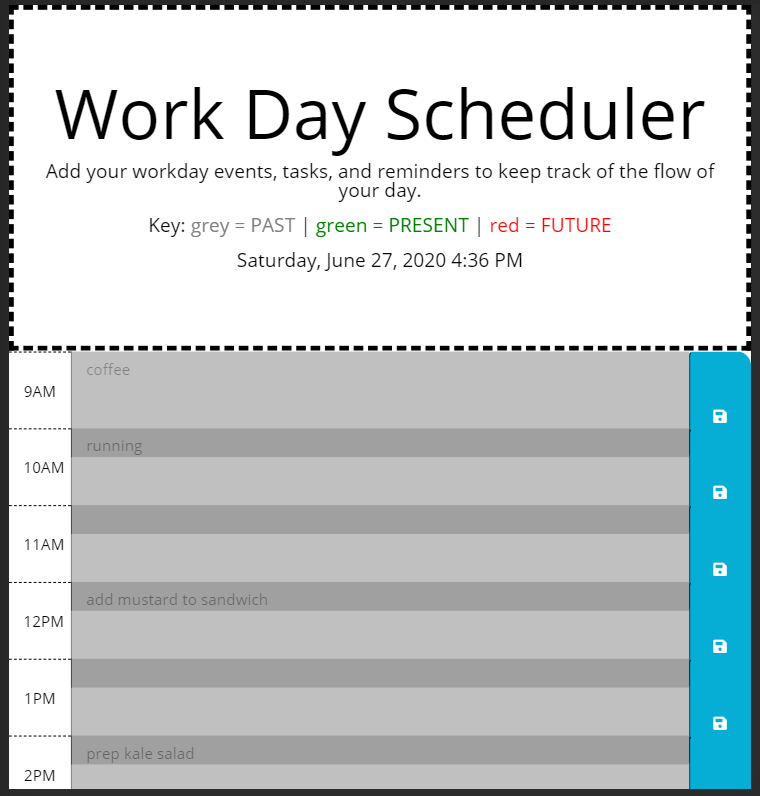 Work Day Scheduler
Add your workday events, tasks, and reminders to keep track of the flow of
your day.
Key: grey = PAST | green = PRESENT | red = FUTURE
Saturday, June 27, 2020 4:36 PM
coffee
9AM
running
10AM
11AM
add mustard to sandwich
12PM
1PM
prep kale salad
2PM